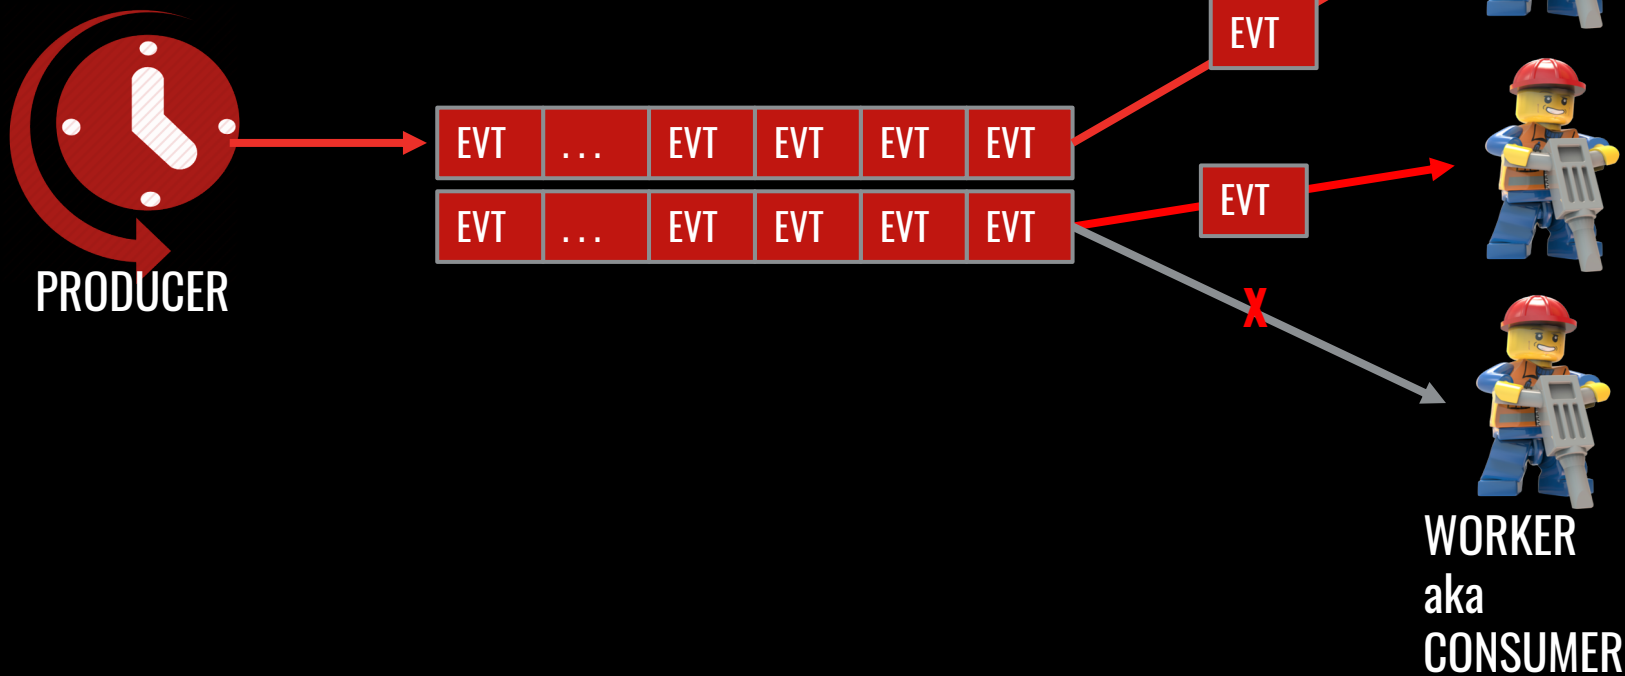 EVT
EVT ... EVT EVT EVT EVT
EVT
EVT ... EVT EVT EVT EVT
X
PRODUCER
WORKER
aka
CONSUMER